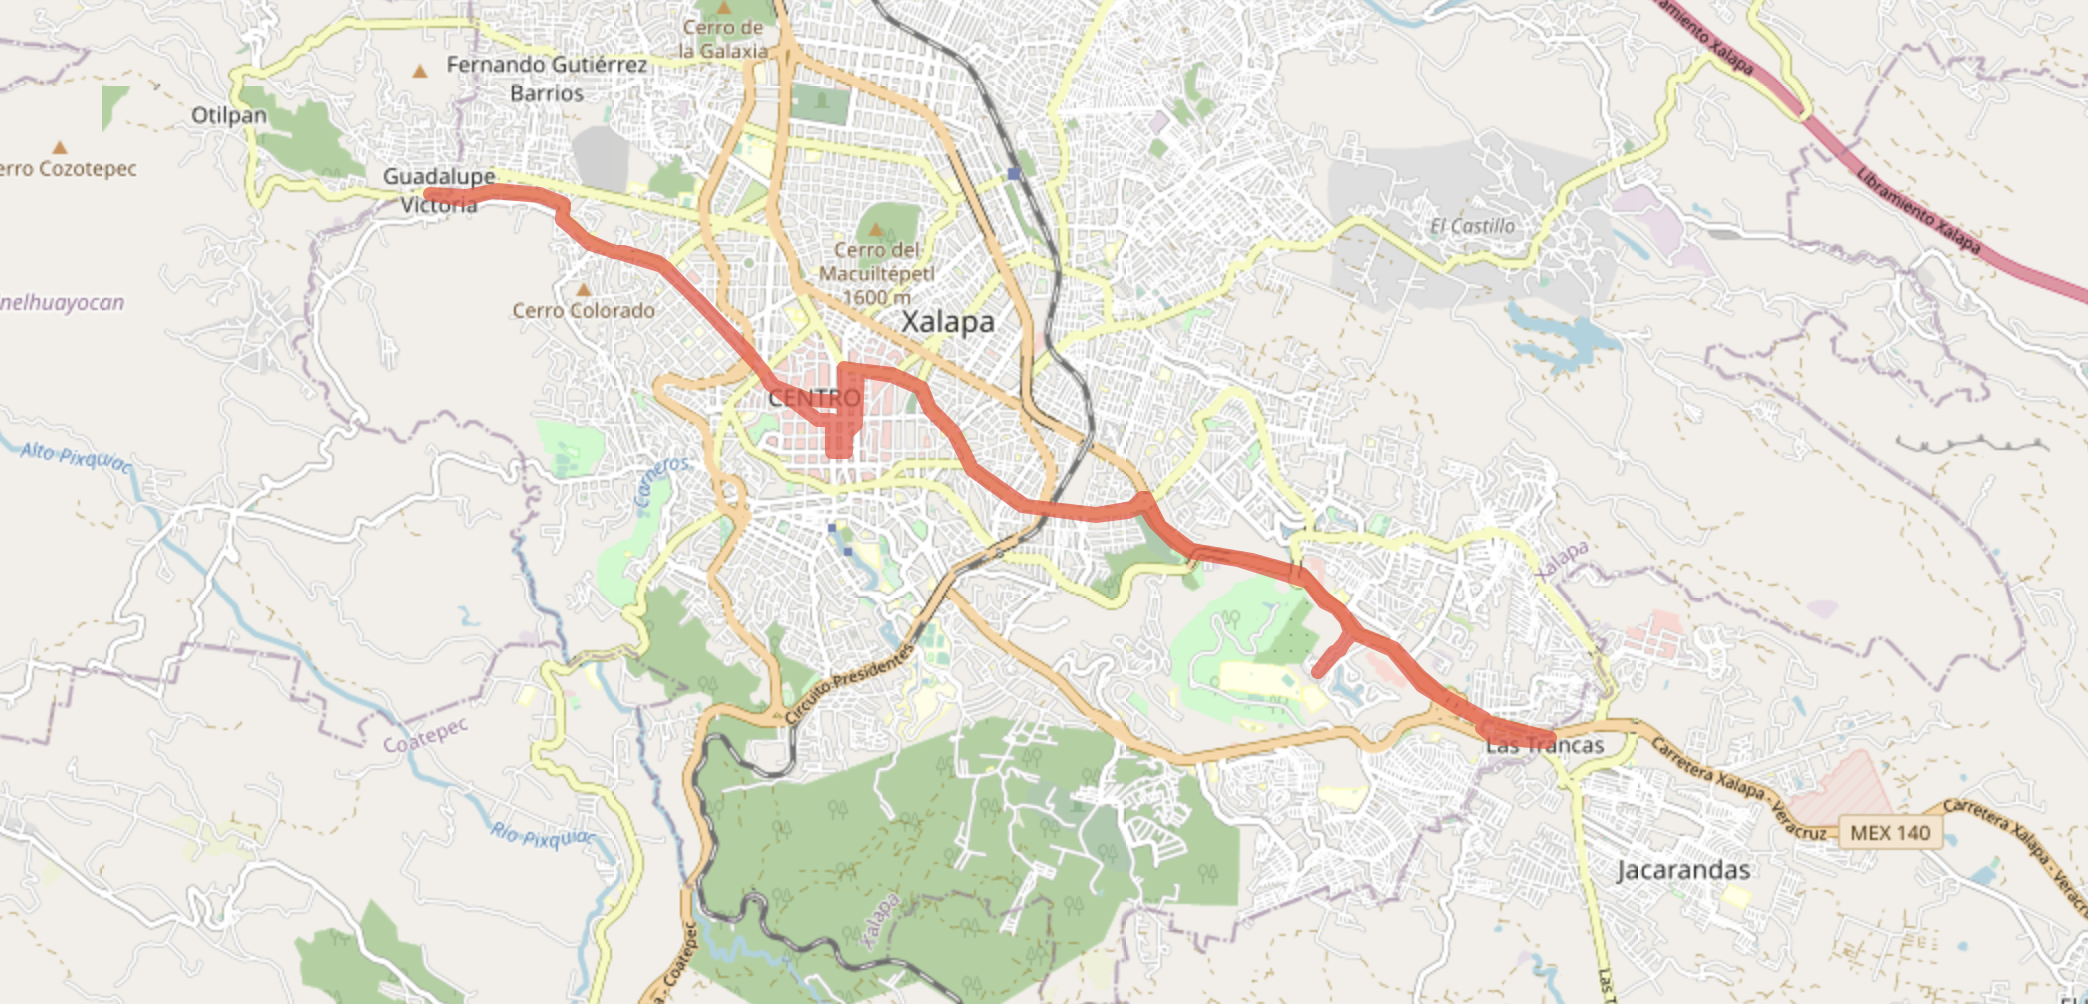 Cerro de
la Galaxia
Fernando Gutiérrez
Barrios
Libramiento Xalapa
Otilpan
erro Cozotepec
Guadalupe
Victoria
Libramiento Xalapa
El Castillo
Cerro del
Macuiltépetl
1600 m
nelhuayocan
Cerro Colorado
Xalapa
CENTRO
Alto Pixquiac
Carneros
Xalapa
Circuito Presidentes
Coatepec
Las Trancas
Carretera Xalapa - Veracruz
MEX 140
Carretera Xalapa - Veracru
Río Pixquiac
Jacarandas
Xalapa
a - Coatepec
Las T